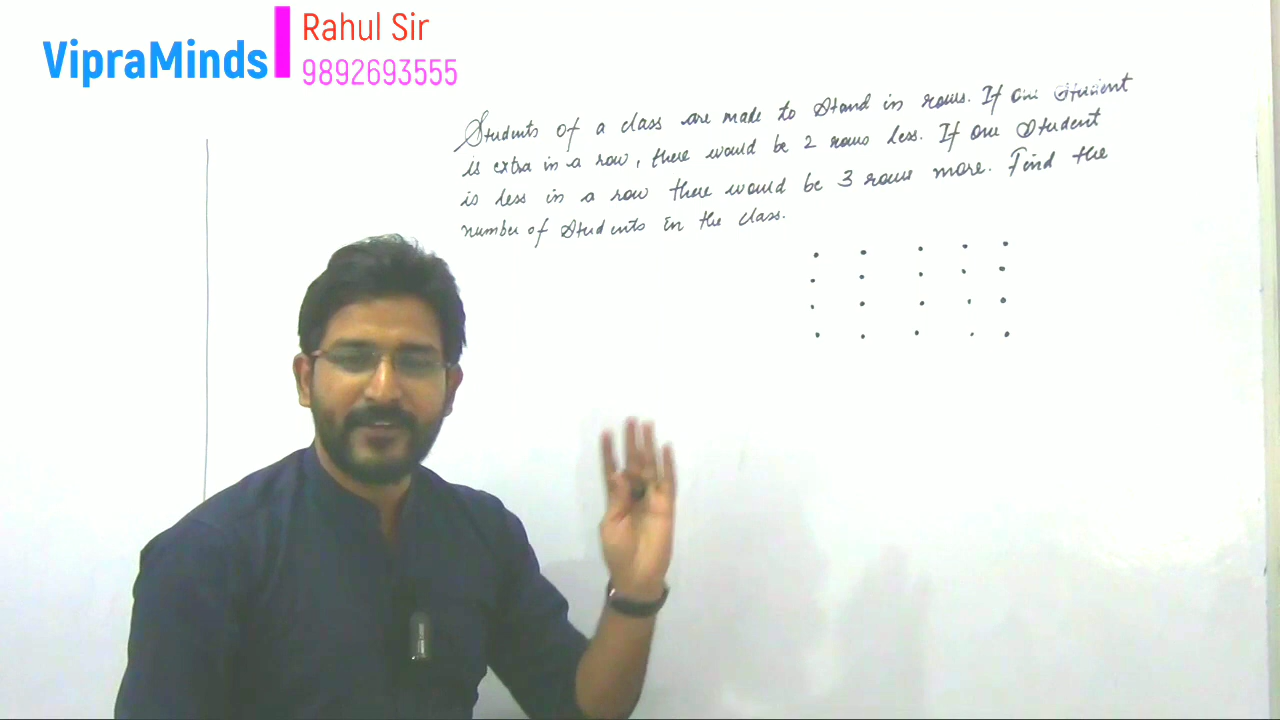 VipraMinds
Rahul Sir
9892693555
Students of a class are made to stand in rows. If one student
is extra in a row, there would be 2 rows less. If one student
is less in a row there would be 3 rows more. Find the
number of students in the class.